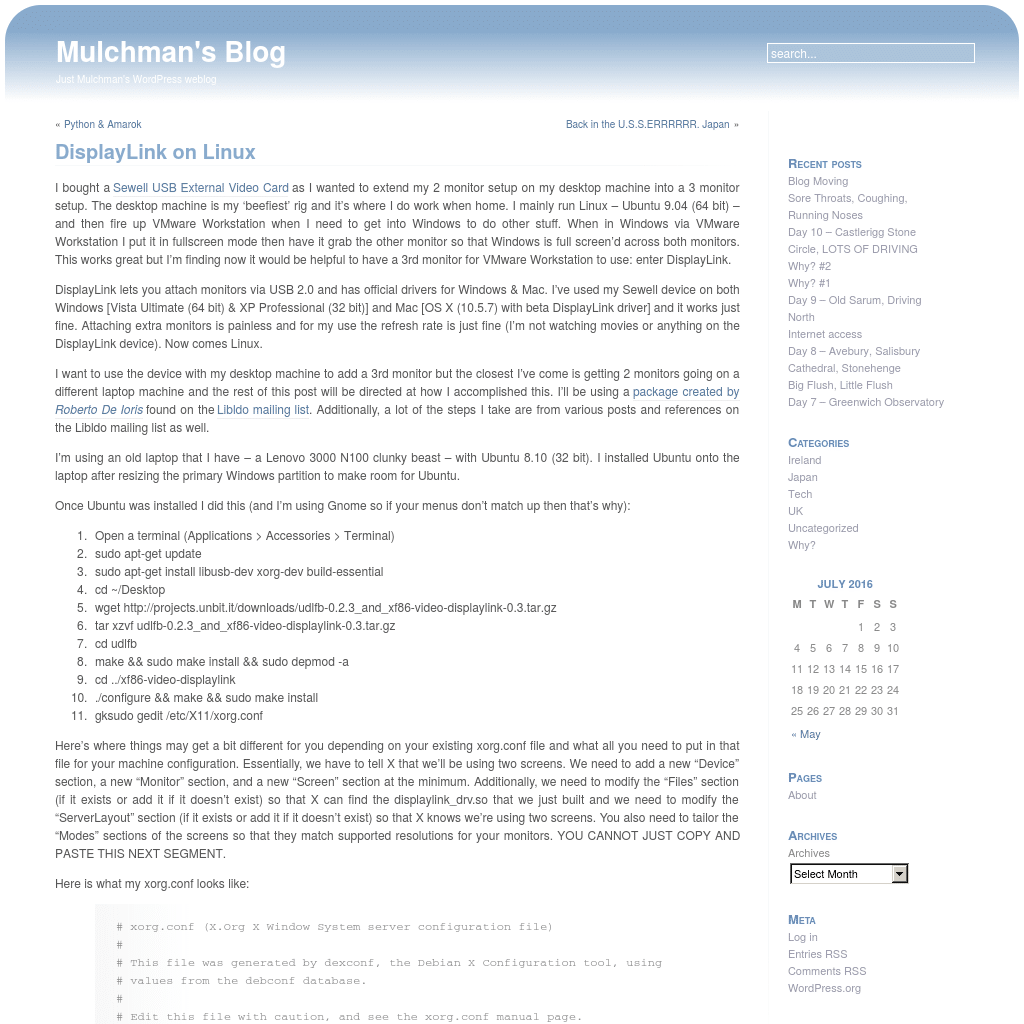 Mulchman's Blog
Just Mulchman's WordPress weblog
search...
« Python & Amarok
Back in the U.S.S.ERRRRRR. Japan »
DisplayLink on Linux
I bought a Sewell USB External Video Card as I wanted to extend my 2 monitor setup on my desktop machine into a 3 monitor
setup. The desktop machine is my ‘beefiest’ rig and it’s where I do work when home. I mainly run Linux – Ubuntu 9.04 (64 bit) –
and then fire up VMware Workstation when I need to get into Windows to do other stuff. When in Windows via VMware
Workstation I put it in fullscreen mode then have it grab the other monitor so that Windows is full screen’d across both monitors.
This works great but I’m finding now it would be helpful to have a 3rd monitor for VMware Workstation to use: enter DisplayLink.
DisplayLink lets you attach monitors via USB 2.0 and has official drivers for Windows & Mac. I’ve used my Sewell device on both
Windows [Vista Ultimate (64 bit) & XP Professional (32 bit)] and Mac [OS X (10.5.7) with beta DisplayLink driver] and it works just
fine. Attaching extra monitors is painless and for my use the refresh rate is just fine (I’m not watching movies or anything on the
DisplayLink device). Now comes Linux.
I want to use the device with my desktop machine to add a 3rd monitor but the closest I’ve come is getting 2 monitors going on a
different laptop machine and the rest of this post will be directed at how I accomplished this. I’ll be using a package created by
Roberto De Ioris found on the Libldo mailing list. Additionally, a lot of the steps I take are from various posts and references on
the Libldo mailing list as well.
I’m using an old laptop that I have – a Lenovo 3000 N100 clunky beast – with Ubuntu 8.10 (32 bit). I installed Ubuntu onto the
laptop after resizing the primary Windows partition to make room for Ubuntu.
Once Ubuntu was installed I did this (and I’m using Gnome so if your menus don’t match up then that’s why):
1. Open a terminal (Applications > Accessories > Terminal)
2. sudo apt-get update
3. sudo apt-get install libusb-dev xorg-dev build-essential
4. cd ~/Desktop
5. wget http://projects.unbit.it/downloads/udlfb-0.2.3_and_xf86-video-displaylink-0.3.tar.gz
6. tar xzvf udlfb-0.2.3_and_xf86-video-displaylink-0.3.tar.gz
7. cd udlfb
8. make && sudo make install && sudo depmod -a
9. cd ../xf86-video-displaylink
10. ./configure && make && sudo make install
11. gksudo gedit /etc/X11/xorg.conf
Here’s where things may get a bit different for you depending on your existing xorg.conf file and what all you need to put in that
file for your machine configuration. Essentially, we have to tell X that we’ll be using two screens. We need to add a new “Device”
section, a new “Monitor” section, and a new “Screen” section at the minimum. Additionally, we need to modify the “Files” section
(if it exists or add it if it doesn’t exist) so that X can find the displaylink_drv.so that we just built and we need to modify the
“ServerLayout” section (if it exists or add it if it doesn’t exist) so that X knows we’re using two screens. You also need to tailor the
“Modes” sections of the screens so that they match supported resolutions for your monitors. YOU CANNOT JUST COPY AND
PASTE THIS NEXT SEGMENT.
Here is what my xorg.conf looks like:
# xorg.conf (X.Org X Window System server configuration file)
#
# This file was generated by dexconf, the Debian X Configuration tool, using
# values from the debconf database.
#
# Edit this file with caution, and see the xorg.conf manual page.
Recent posts
Blog Moving
Sore Throats, Coughing,
Running Noses
Day 10 – Castlerigg Stone
Circle, LOTS OF DRIVING
Why? #2
Why? #1
Day 9 – Old Sarum, Driving
North
Internet access
Day 8 – Avebury, Salisbury
Cathedral, Stonehenge
Big Flush, Little Flush
Day 7 – Greenwich Observatory
Categories
Ireland
Japan
Tech
UK
Uncategorized
Why?
JULY 2016
M T W T F S S
1 2 3
4 5 6 7 8 9 10
11 12 13 14 15 16 17
18 19 20 21 22 23 24
25 26 27 28 29 30 31
« May
Pages
About
Archives
Archives
Select Month
Meta
Log in
Entries RSS
Comments RSS
WordPress.org